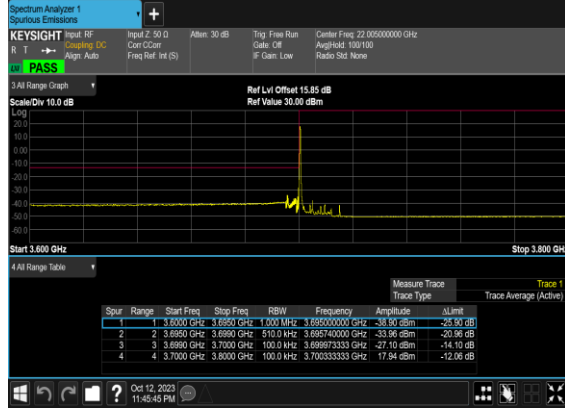 Spectrum Analyzer 1
Spurious Emissions
+
KEYSIGHT Input: RF Input Z: 50 Ω Atten: 30 dB Trig: Free Run Center Freq: 22.005000000 GHz
R T Coupling: DC Corr CCorr Gate: Off Avg|Hold: 100/100
Align: Auto Freq Ref: Int (S) IF Gain: Low Radio Std: None
PASS
3 All Range Graph
Ref Lvl Offset 15.85 dB
Scale/Div 10.0 dB Ref Value 30.00 dBm
Log
20.0
10.0
0.00
-10.0
-20.0
-30.0
-40.0
-50.0
-60.0
Start 3.600 GHz Stop 3.800 GH
4 All Range Table
Measure Trace Trace 1
Trace Type Trace Average (Active)
Spur Range Start Freq Stop Freq RBW Frequency Amplitude ΔLimit
1 1 3.6000 GHz 3.6950 GHz 1.000 MHz 3.695000000 GHz -38.90 dBm -25.90 dB
2 2 3.6950 GHz 3.6990 GHz 510.0 kHz 3.695740000 GHz -33.96 dBm -20.96 dB
3 3 3.6990 GHz 3.7000 GHz 100.0 kHz 3.699973333 GHz -27.10 dBm -14.10 dB
4 4 3.7000 GHz 3.8000 GHz 100.0 kHz 3.700333333 GHz 17.94 dBm -12.06 dB
? Oct 12, 2023
11:45:45 PM